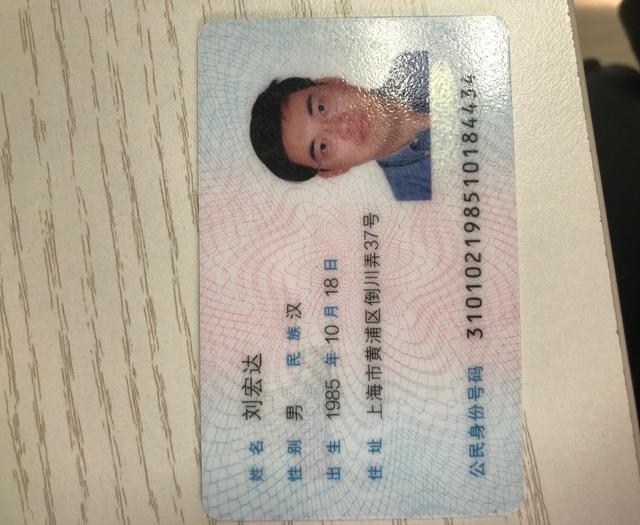 姓名 刘宏达
性别 男 民族 汉
出生 1985 年 10 月 18 日
住址 上海市黄浦区倒川弄37号
公民身份号码 310102198510184434